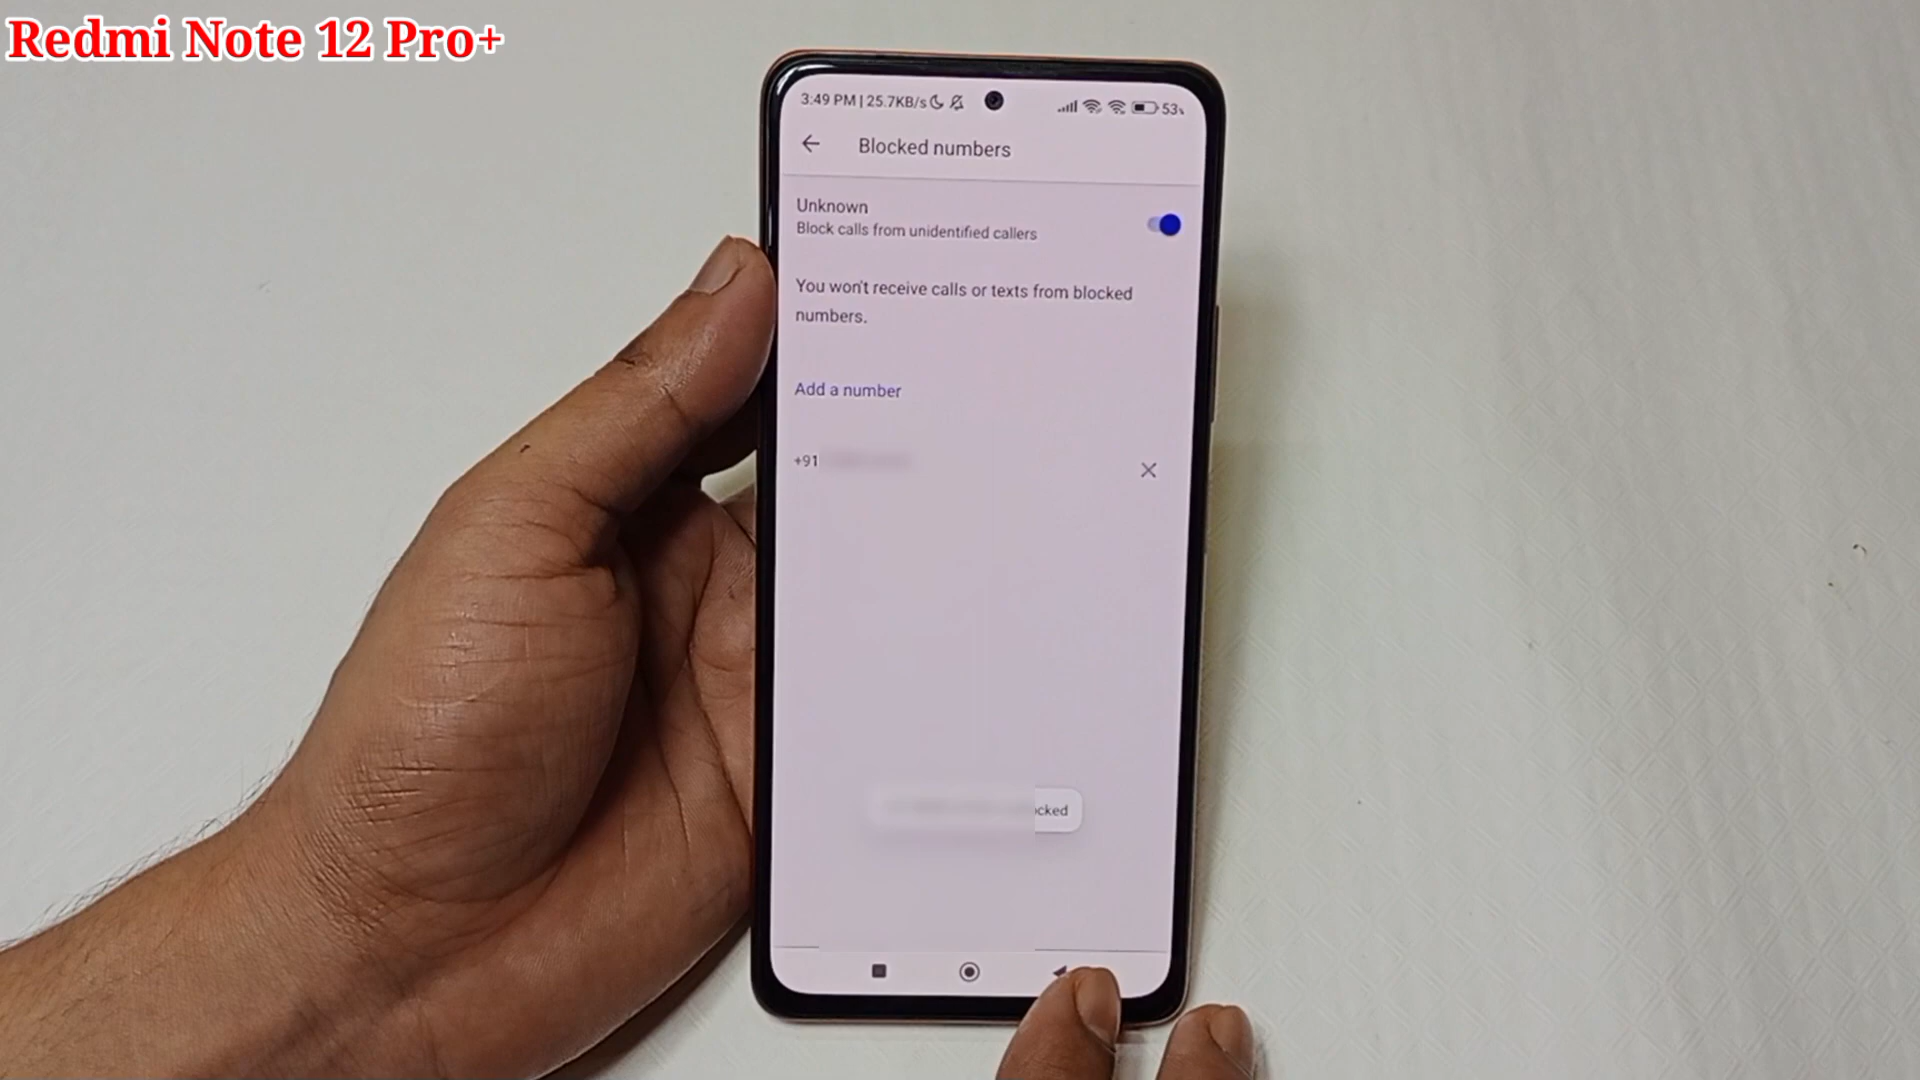 Redmi Note 12 Pro+
3:49 PM | 25.7KB/s 53%
Blocked numbers
Unknown
Block calls from unidentified callers
You won't receive calls or texts from blocked
numbers.
Add a number
+91
ocked